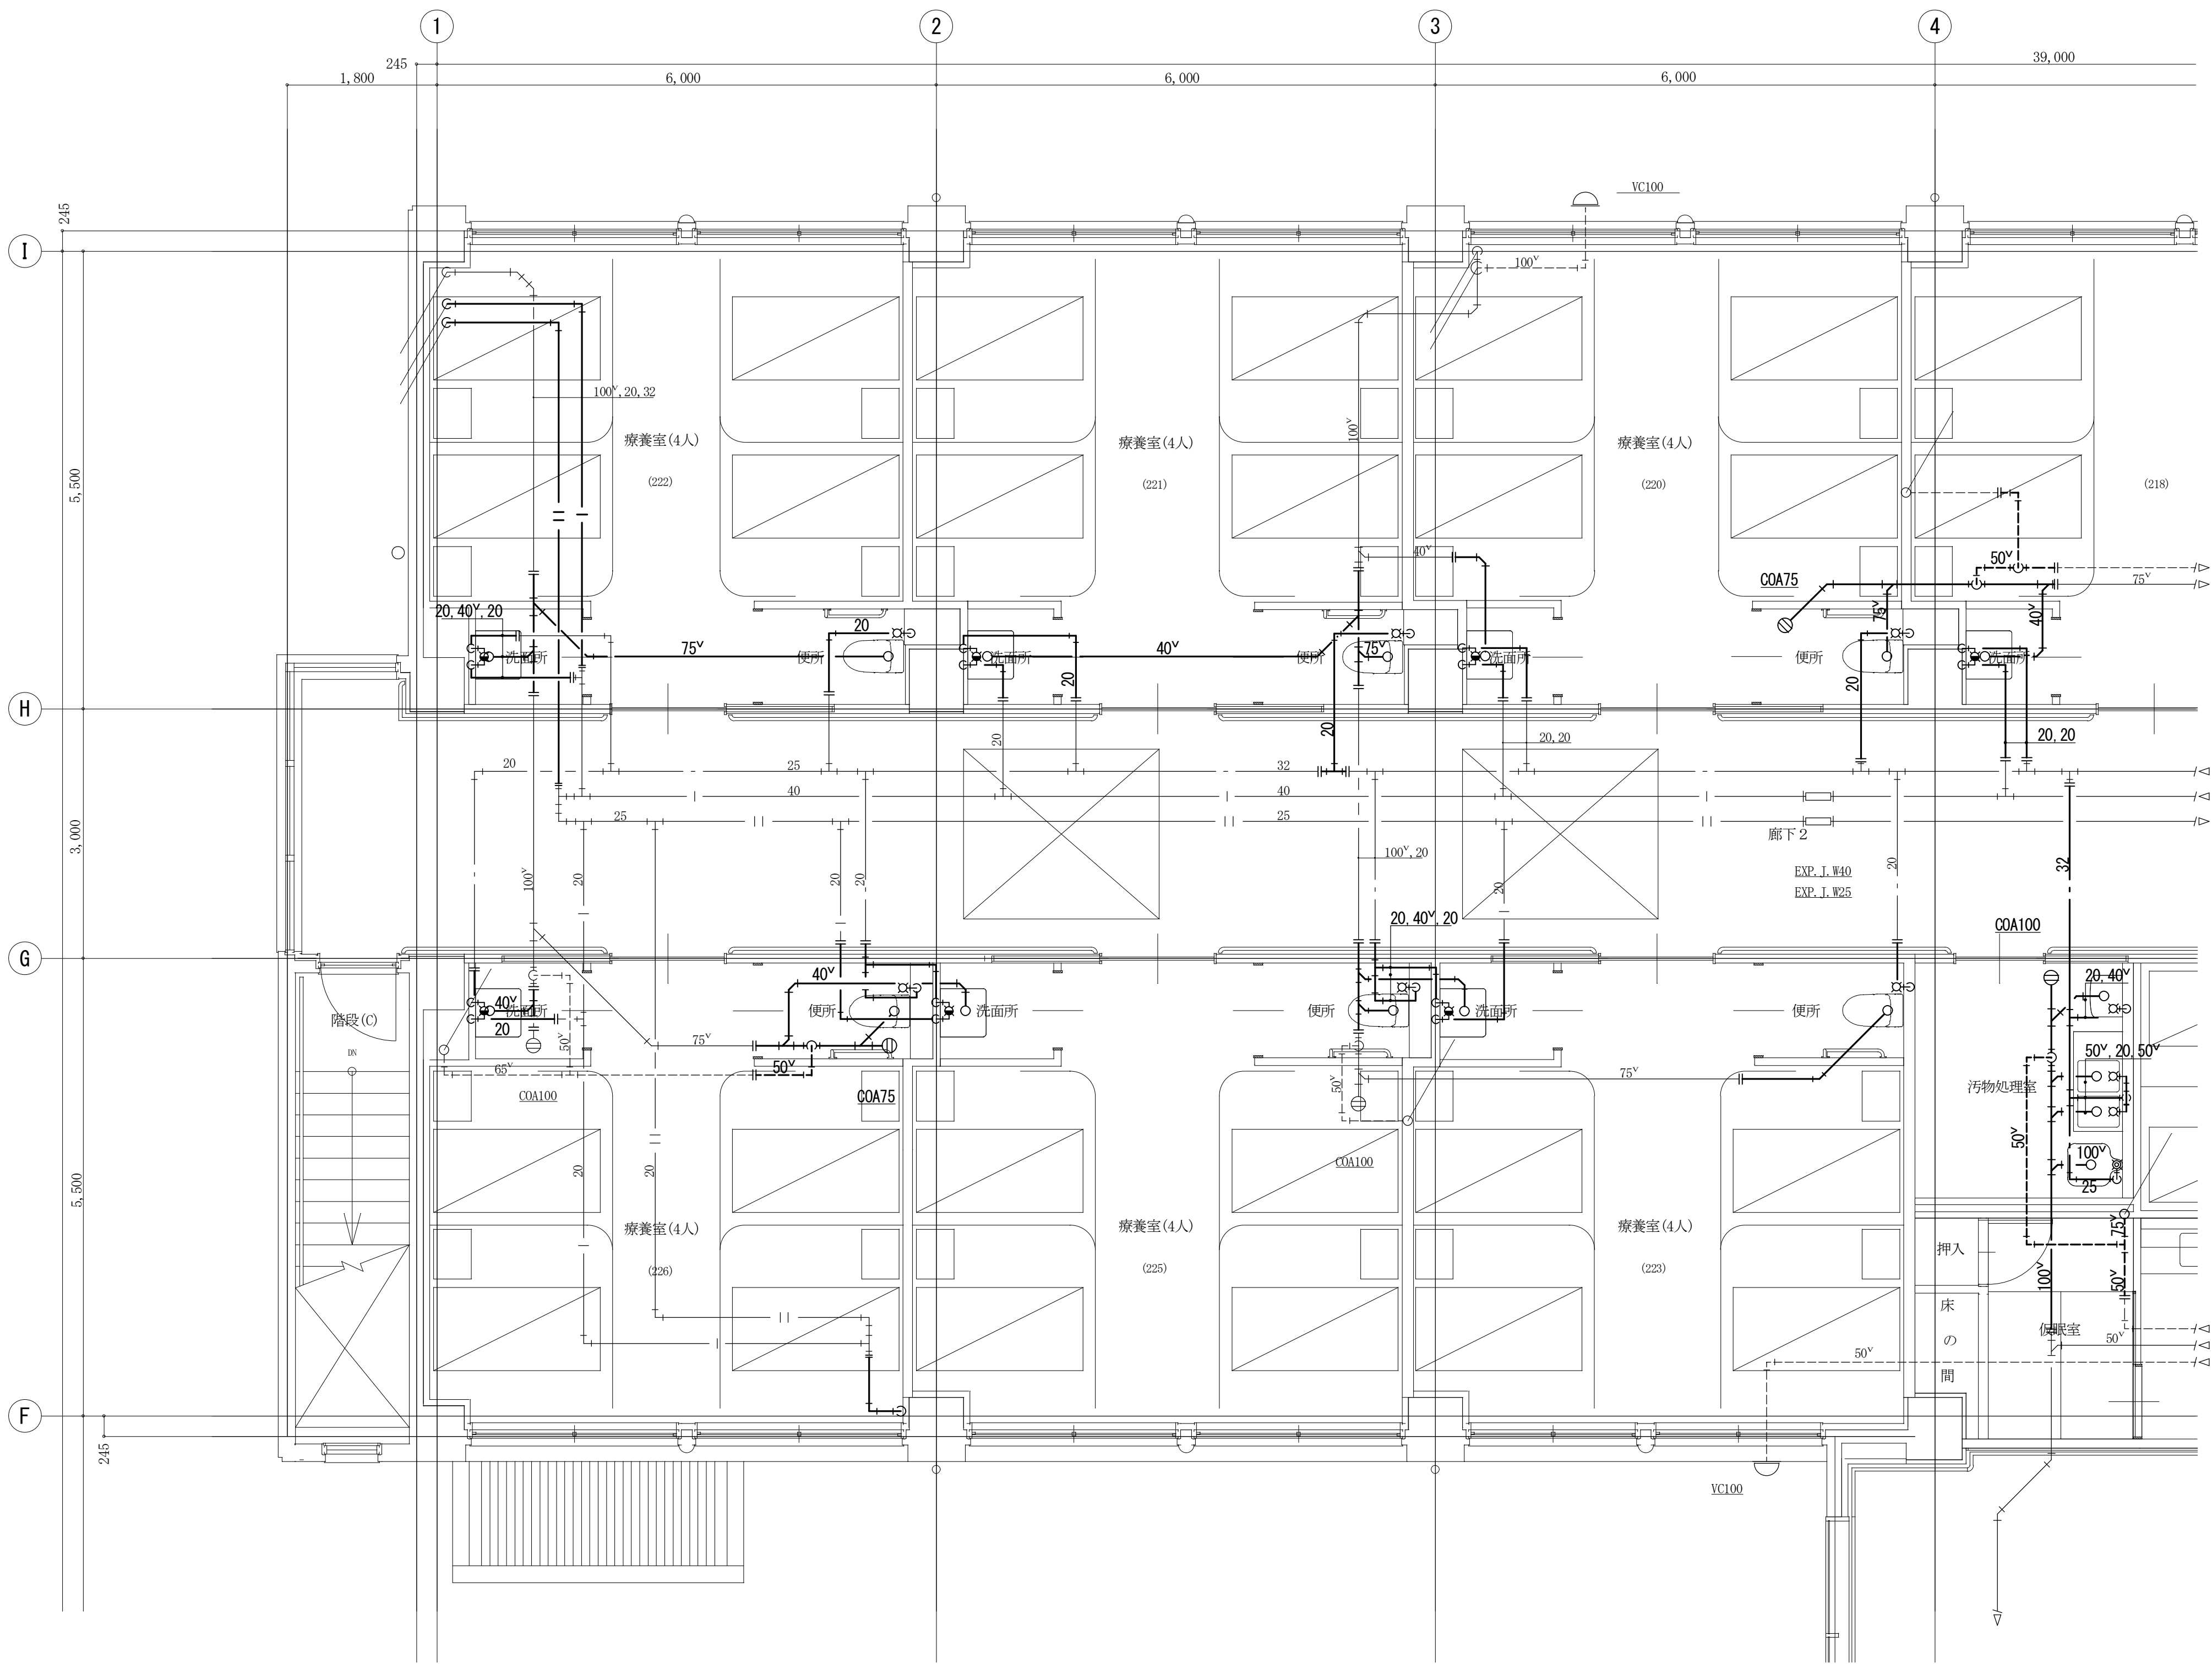 1
2
3
4
245
39,000
1,800
6,000
6,000
6,000
VC100
245
I
100ⱽ
100ⱽ,20,32
療養室(4人)
療養室(4人)
療養室(4人)
100ⱽ
5,500
(222)
(221)
(220)
(218)
40ⱽ
50ⱽ
COA75
75ⱽ
20,40ⱽ,20
20
75ⱽ
40ⱽ
洗面所
75ⱽ
便所
洗面所
40ⱽ
便所
75ⱽ
洗面所
便所
洗面所
20
20
H
20
20
20,20
20,20
20
25
32
40
40
25
25
廊下2
3,000
100ⱽ,20
EXP.J.W40
EXP.J.W25
100ⱽ
20
20
20
20
20
32
20,40ⱽ,20
COA100
G
40ⱽ
20,40ⱽ
階段(C)
40ⱽ
洗面所
便所
洗面所
便所
洗面所
便所
20
DN
50ⱽ
75ⱽ
50ⱽ,20,50ⱽ
65ⱽ
50ⱽ
50ⱽ
75ⱽ
汚物処理室
COA100
COA75
50ⱽ
COA100
100ⱽ
20
20
25
5,500
療養室(4人)
療養室(4人)
療養室(4人)
75ⱽ
押入
(226)
(225)
(223)
100ⱽ
50ⱽ
床
の
間
仮眠室
50ⱽ
50ⱽ
F
245
VC100